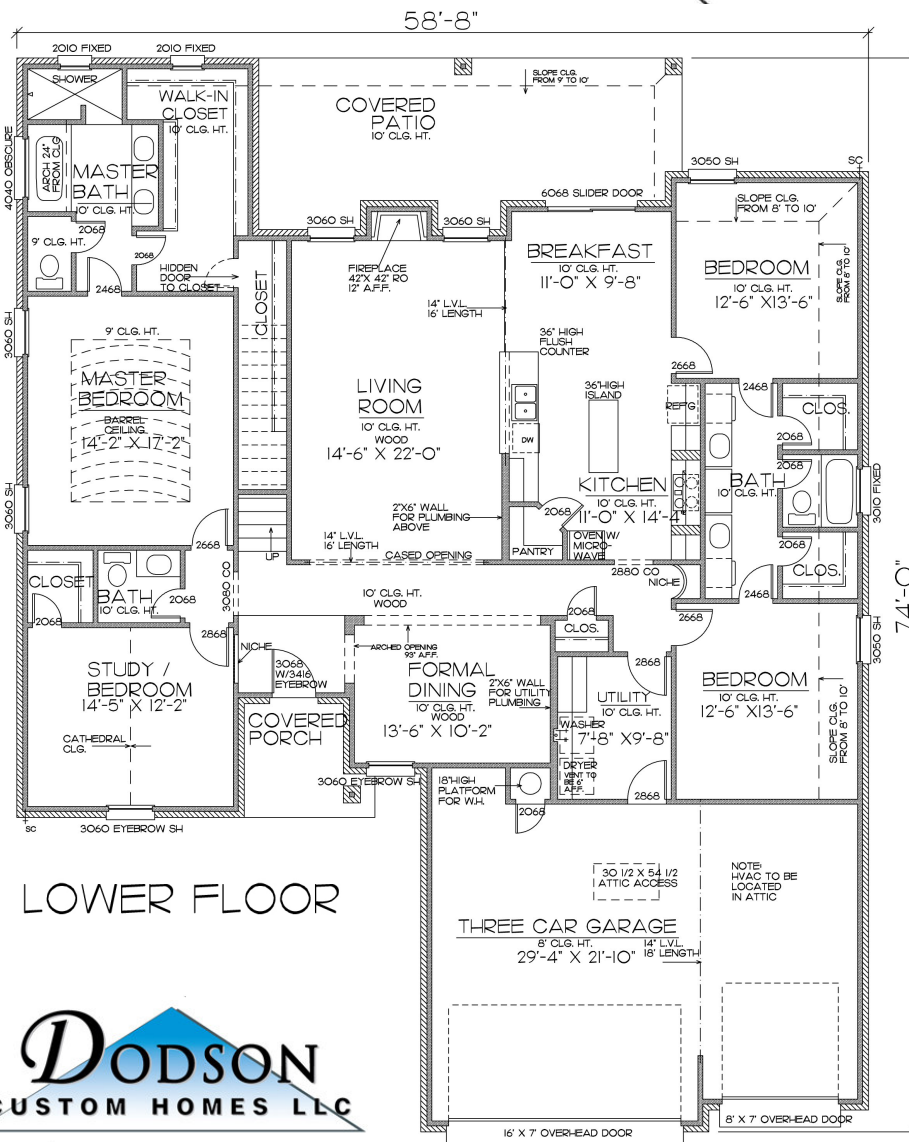 58'-8"
2010 FIXED
2010 FIXED
SHOWER
WALK-IN
CLOSET
10' CLG. HT.
COVERED
PATIO
10' CLG. HT.
SLOPE CLG.
FROM 9' TO 10'
4040 OBSCURE
ARCH 24"
FROM CLG
MASTER
BATH
10' CLG. HT.
2068
9' CLG. HT.
2068
2468
HIDDEN
DOOR
TO CLOSET
CLOSET
3060 SH
3060 SH
FIREPLACE
42"X 42" RO
12" A.F.F.
6068 SLIDER DOOR
BREAKFAST
10' CLG. HT.
11'-0" X 9'-8"
14" L.V.L.
16' LENGTH
3050 SH
SC
SLOPE CLG.
FROM 8' TO 10'
BEDROOM
10' CLG. HT.
12'-6" X13'-6"
SLOPE CLG.
FROM 8' TO 10'
3060 SH
9' CLG. HT.
MASTER
BEDROOM
BARREL
CEILING
14'-2" X 17'-2"
3060 SH
2668
LIVING
ROOM
10' CLG. HT.
WOOD
14'-6" X 22'-0"
36" HIGH
FLUSH
COUNTER
36"HIGH
ISLAND
DW
REF'G
2668
2468
CLOS.
2068
KITCHEN
10' CLG. HT.
11'-0" X 14'-4"
2068
PANTRY
OVEN W/
MICRO-
WAVE
2"X6" WALL
FOR PLUMBING
ABOVE
BATH
10' CLG. HT.
2068
3010 FIXED
2068
CLOS.
2468
UP
14" L.V.L.
16' LENGTH
CASED OPENING
2880 CO
NICHE
CLOSET
2068
BATH
10' CLG. HT.
2068
3080 CO
10' CLG. HT.
WOOD
2868
NICHE
3068
W/3416
EYEBROW
ARCHED OPENING
93" A.F.F.
2068
CLOS.
2668
74'-0"
3050 SH
STUDY /
BEDROOM
14'-5" X 12'-2"
CATHEDRAL
CLG.
COVERED
PORCH
FORMAL
DINING
10' CLG. HT.
WOOD
13'-6" X 10'-2"
2"X6" WALL
FOR UTILITY
PLUMBING
2868
UTILITY
10' CLG. HT.
7'-8" X9'-8"
WASHER
DRYER
VENT TO
BE 6"
A.F.F.
BEDROOM
10' CLG. HT.
12'-6" X13'-6"
SLOPE CLG.
FROM 8' TO 10'
3060 EYEBROW SH
SC
3060 EYEBROW SH
18"HIGH
PLATFORM
FOR W.H.
2068
2868
LOWER FLOOR
30 1/2 X 54 1/2
ATTIC ACCESS
NOTE:
HVAC TO BE
LOCATED
IN ATTIC
THREE CAR GARAGE
8' CLG. HT.
29'-4" X 21'-10"
14" L.V.L.
18' LENGTH
DODSON
CUSTOM HOMES LLC
16' X 7' OVERHEAD DOOR
8' X 7' OVERHEAD DOOR